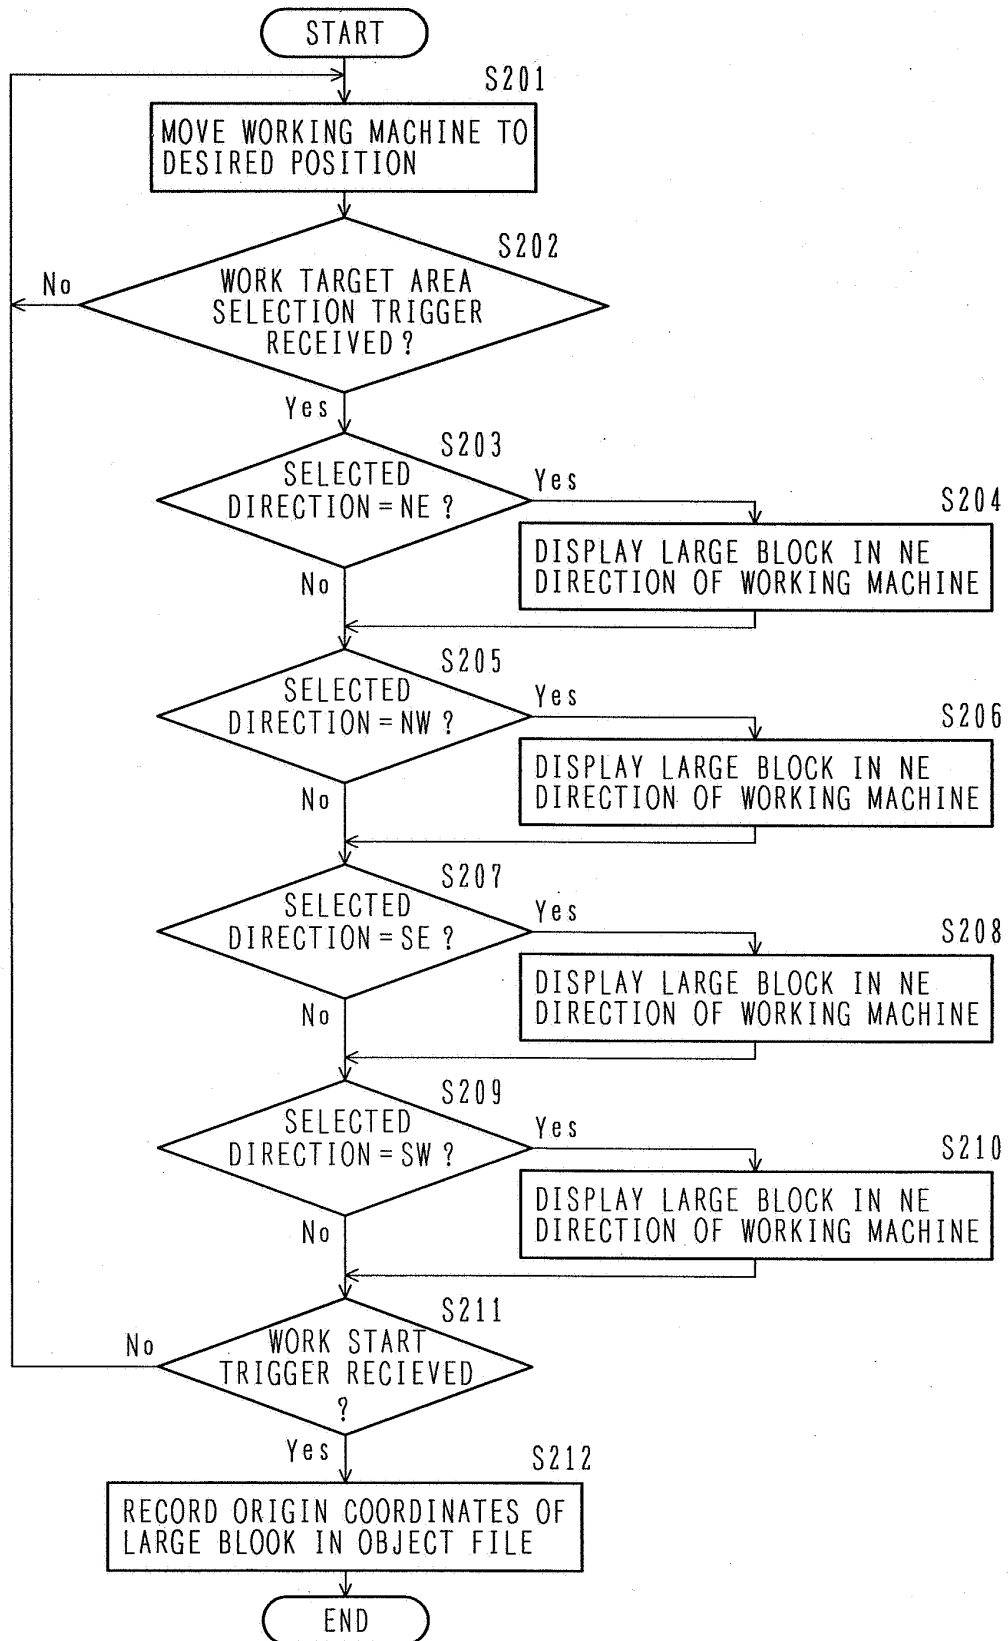 START
S201
MOVE WORKING MACHINE TO
DESIRED POSITION
S202
No
WORK TARGET AREA
SELECTION TRIGGER
RECEIVED?
Yes
S203
SELECTED
DIRECTION=NE?
Yes
No
S204
DISPLAY LARGE BLOCK IN NE
DIRECTION OF WORKING MACHINE
S205
SELECTED
DIRECTION=NW?
Yes
No
S206
DISPLAY LARGE BLOCK IN NE
DIRECTION OF WORKING MACHINE
S207
SELECTED
DIRECTION=SE?
Yes
No
S208
DISPLAY LARGE BLOCK IN NE
DIRECTION OF WORKING MACHINE
S209
SELECTED
DIRECTION=SW?
Yes
No
S210
DISPLAY LARGE BLOCK IN NE
DIRECTION OF WORKING MACHINE
S211
No
WORK START
TRIGGER RECIEVED
?
Yes
S212
RECORD ORIGIN COORDINATES OF
LARGE BLOOK IN OBJECT FILE
END